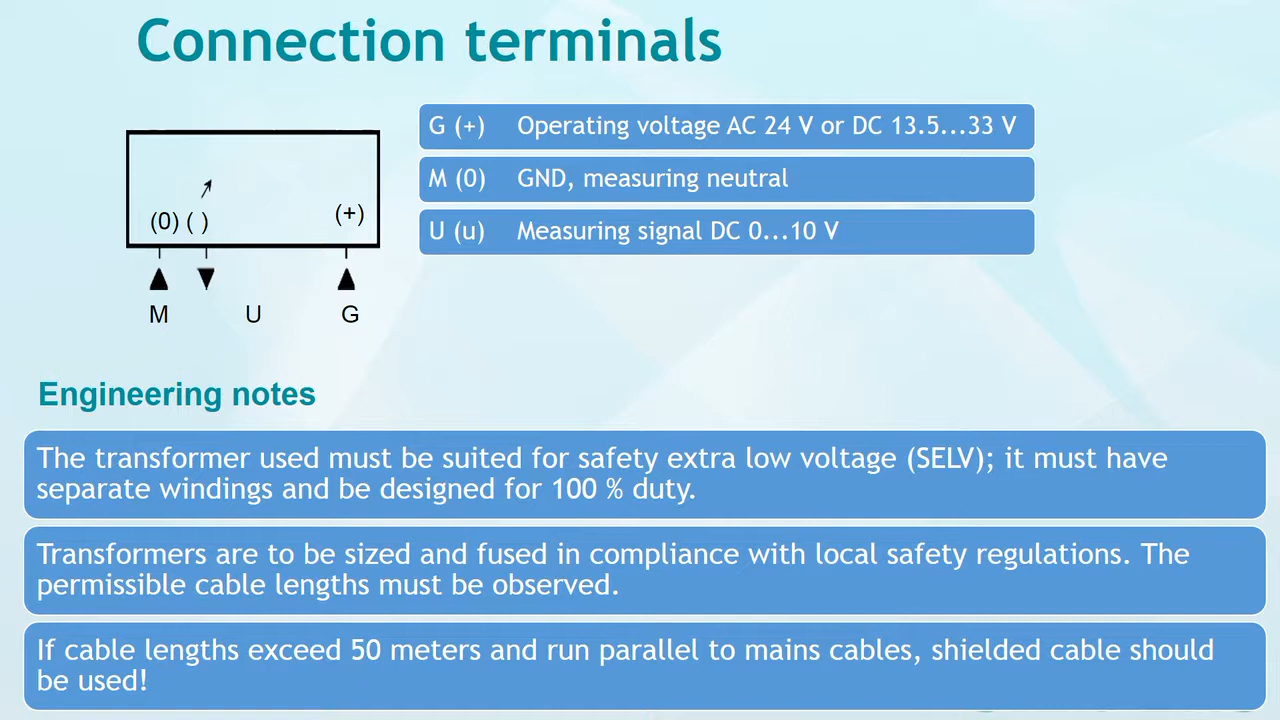 Connection terminals
G (+) Operating voltage AC 24 V or DC 13.5...33 V
M (0) GND, measuring neutral
U (u) Measuring signal DC 0...10 V
(0) ( ) (+)
M U G
Engineering notes
The transformer used must be suited for safety extra low voltage (SELV); it must have
separate windings and be designed for 100 % duty.
Transformers are to be sized and fused in compliance with local safety regulations. The
permissible cable lengths must be observed.
If cable lengths exceed 50 meters and run parallel to mains cables, shielded cable should
be used!